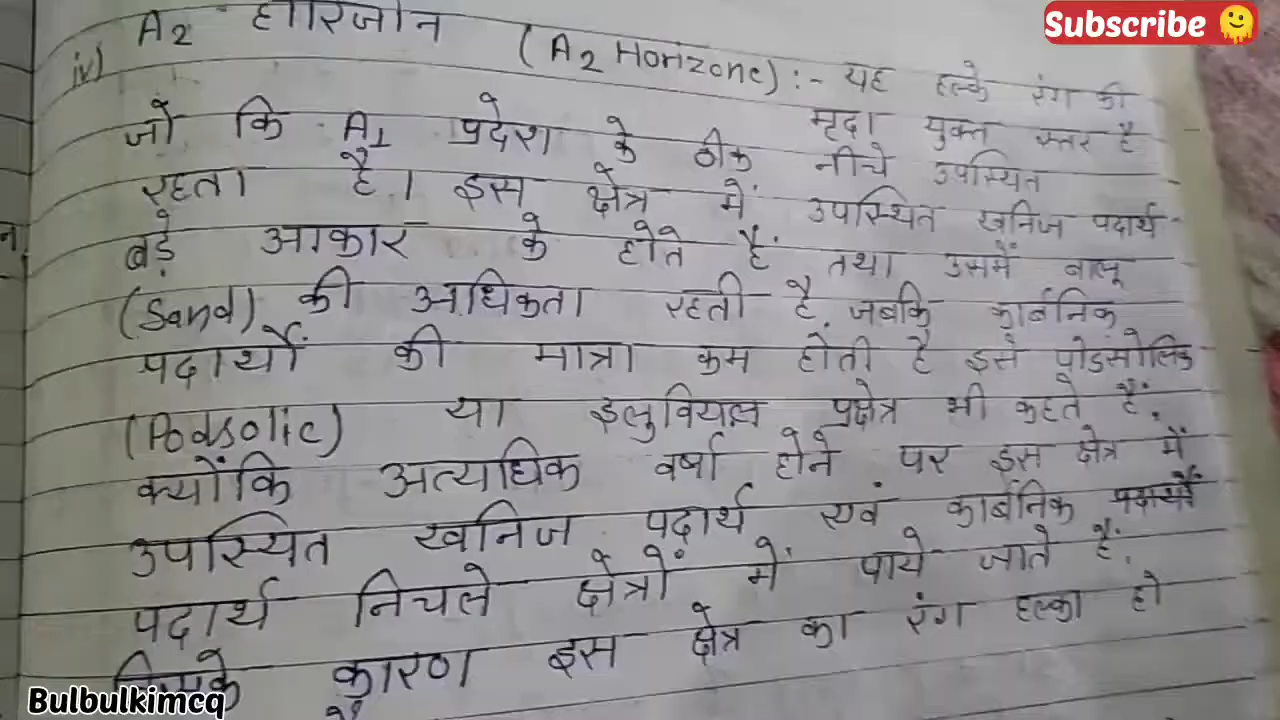 Subscribe
iv) A2 होरिजोन (A2 Horizone) :- यह हल्के रंग की
मृदा युक्त स्तर है
जो कि A1 प्रदेश के ठीक नीचे उपस्थित
रहता है। इस क्षेत्र में उपस्थित खनिज पदार्थ
बड़े आकार के होते हैं तथा उसमें बालू
(Sand) की अधिकता रहती है जबकि कार्बनिक
पदार्थों की मात्रा कम होती है इसे पोडसोलिक
(Podsolic) या इलुवियल प्रक्षेत्र भी कहते हैं.
क्योंकि अत्यधिक वर्षा होने पर इस क्षेत्र में
उपस्थित खनिज पदार्थ एवं कार्बनिक पदार्थों
पदार्थ निचले क्षेत्रों में पाये जाते हैं.
कारण इस क्षेत्र का रंग हल्का हो
Bulbulkimcq